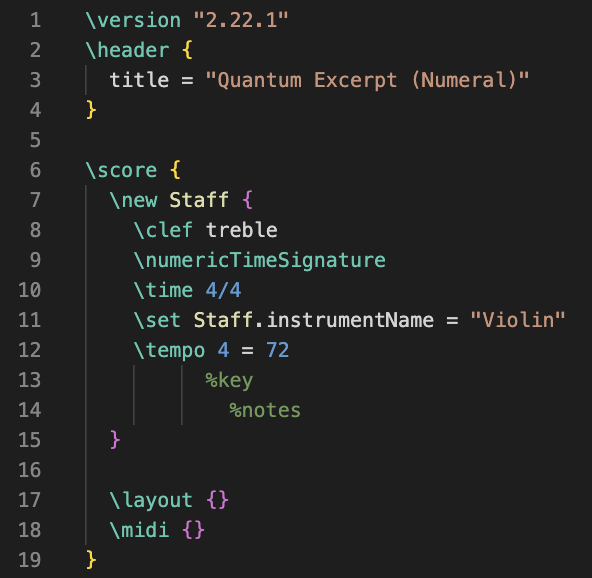 1 \version "2.22.1"
2 \header {
3 title = "Quantum Excerpt (Numeral)"
4 }
5
6 \score {
7 \new Staff {
8 \clef treble
9 \numericTimeSignature
10 \time 4/4
11 \set Staff.instrumentName = "Violin"
12 \tempo 4 = 72
13 %key
14 %notes
15 }
16
17 \layout {}
18 \midi {}
19 }